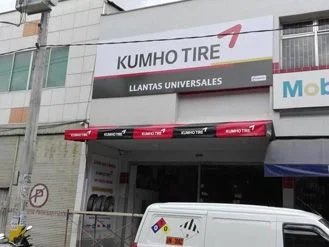 KUMHO TIRE
LLANTAS UNIVERSALES
Mob
KUMHO TIRE KUMHO TIRE KUMHO TIRE KUMHO TIRE